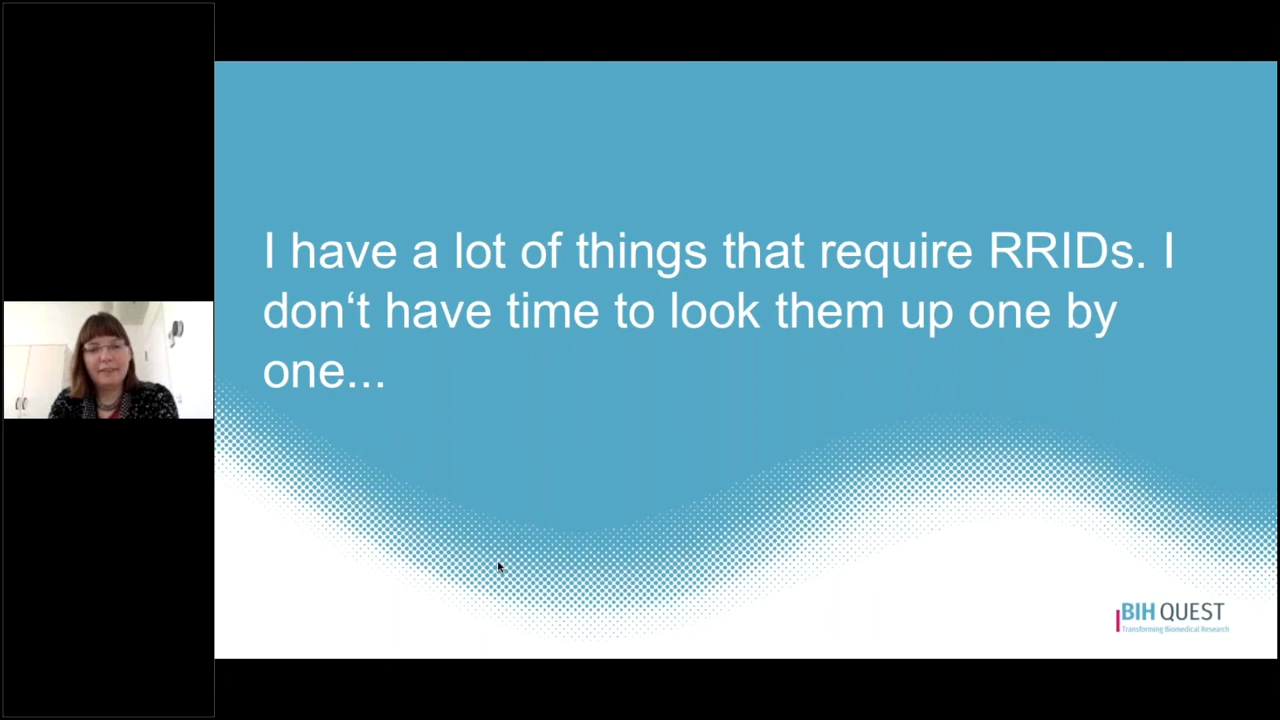 I have a lot of things that require RRIDs. I
don‘t have time to look them up one by
one...
BIH QUEST
Transforming Biomedical Research